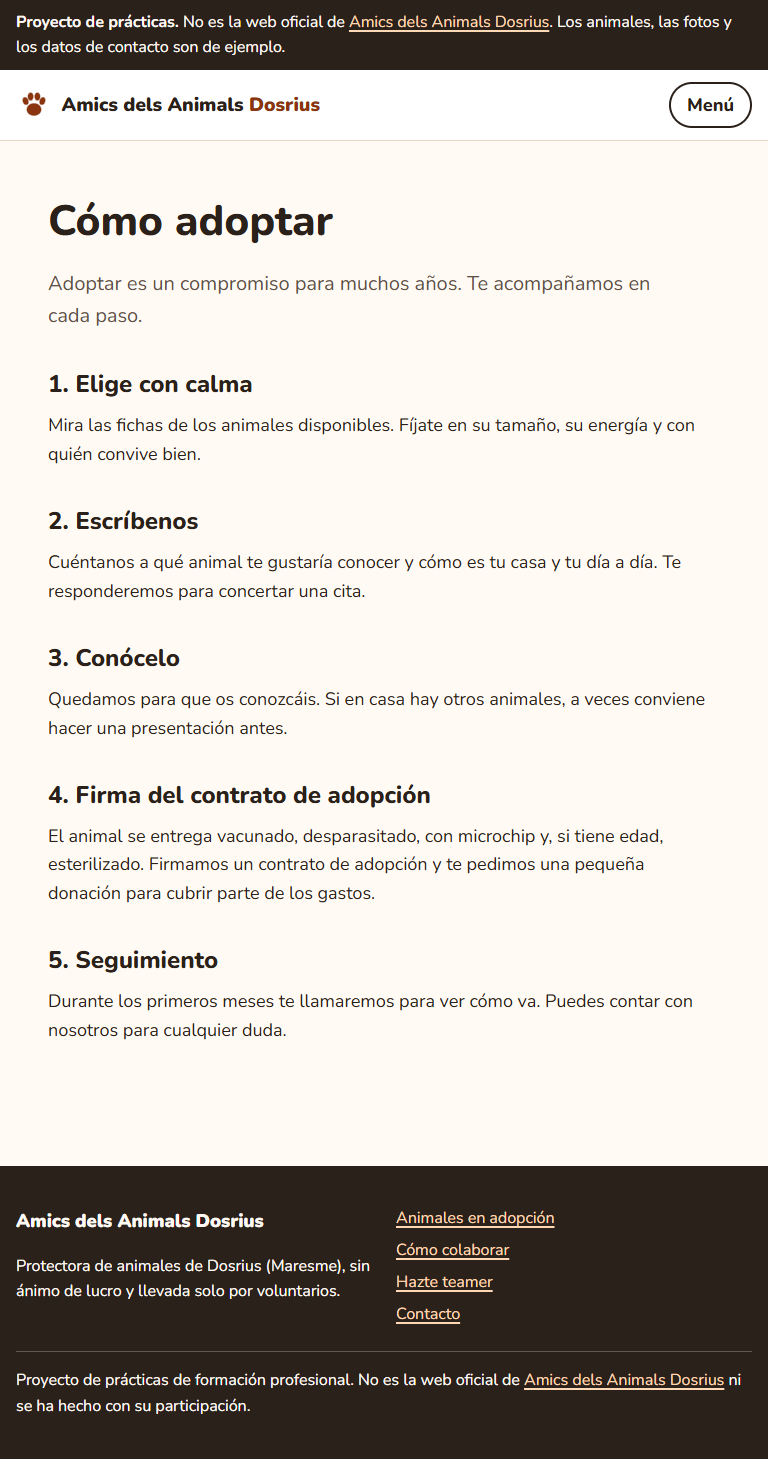 Proyecto de prácticas. No es la web oficial de Amics dels Animals Dosrius. Los animales, las fotos y
los datos de contacto son de ejemplo.
Amics dels Animals Dosrius
Menú
Cómo adoptar
Adoptar es un compromiso para muchos años. Te acompañamos en
cada paso.
1. Elige con calma
Mira las fichas de los animales disponibles. Fíjate en su tamaño, su energía y con
quién convive bien.
2. Escríbenos
Cuéntanos a qué animal te gustaría conocer y cómo es tu casa y tu día a día. Te
responderemos para concertar una cita.
3. Conócelo
Quedamos para que os conozcáis. Si en casa hay otros animales, a veces conviene
hacer una presentación antes.
4. Firma del contrato de adopción
El animal se entrega vacunado, desparasitado, con microchip y, si tiene edad,
esterilizado. Firmamos un contrato de adopción y te pedimos una pequeña
donación para cubrir parte de los gastos.
5. Seguimiento
Durante los primeros meses te llamaremos para ver cómo va. Puedes contar con
nosotros para cualquier duda.
Amics dels Animals Dosrius
Protectora de animales de Dosrius (Maresme), sin
ánimo de lucro y llevada solo por voluntarios.
Animales en adopción
Cómo colaborar
Hazte teamer
Contacto
Proyecto de prácticas de formación profesional. No es la web oficial de Amics dels Animals Dosrius ni
se ha hecho con su participación.